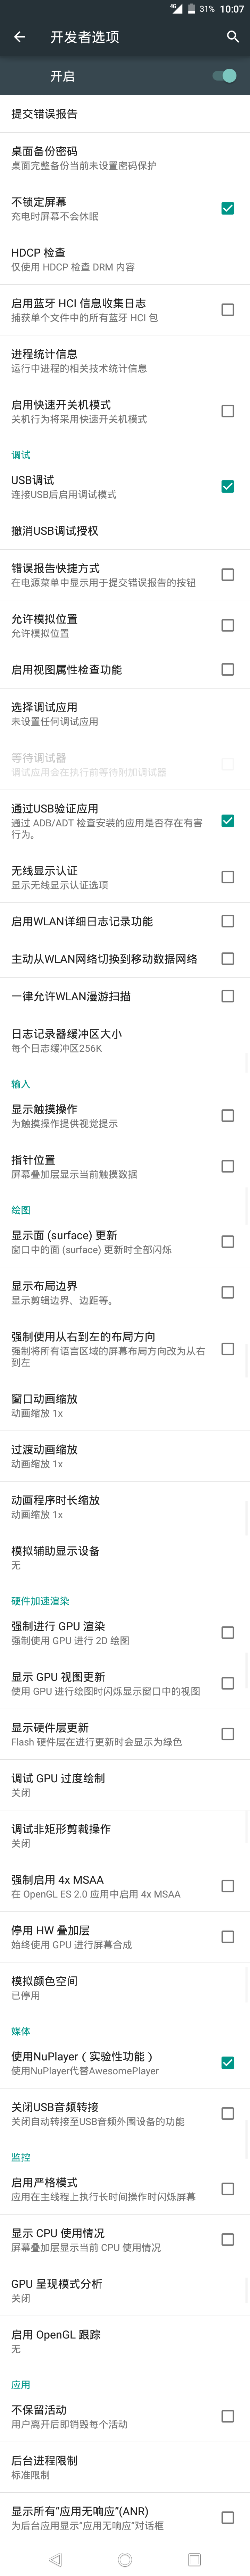 4G 31% 10:07
开发者选项
开启
提交错误报告
桌面备份密码
桌面完整备份当前未设置密码保护
不锁定屏幕
充电时屏幕不会休眠
HDCP 检查
仅使用 HDCP 检查 DRM 内容
启用蓝牙 HCI 信息收集日志
捕获单个文件中的所有蓝牙 HCI 包
进程统计信息
运行中进程的相关技术统计信息
启用快速开关机模式
关机行为将采用快速开关机模式
调试
USB调试
连接USB后启用调试模式
撤消USB调试授权
错误报告快捷方式
在电源菜单中显示用于提交错误报告的按钮
允许模拟位置
允许模拟位置
启用视图属性检查功能
选择调试应用
未设置任何调试应用
等待调试器
调试应用会在执行前等待附加调试器
通过USB验证应用
通过 ADB/ADT 检查安装的应用是否存在有害
行为。
无线显示认证
显示无线显示认证选项
启用WLAN详细日志记录功能
主动从WLAN网络切换到移动数据网络
一律允许WLAN漫游扫描
日志记录器缓冲区大小
每个日志缓冲区256K
输入
显示触摸操作
为触摸操作提供视觉提示
指针位置
屏幕叠加层显示当前触摸数据
绘图
显示面 (surface) 更新
窗口中的面 (surface) 更新时全部闪烁
显示布局边界
显示剪辑边界、边距等。
强制使用从右到左的布局方向
强制将所有语言区域的屏幕布局方向改为从右
到左
窗口动画缩放
动画缩放 1x
过渡动画缩放
动画缩放 1x
动画程序时长缩放
动画缩放 1x
模拟辅助显示设备
无
硬件加速渲染
强制进行 GPU 渲染
强制使用 GPU 进行 2D 绘图
显示 GPU 视图更新
使用 GPU 进行绘图时闪烁显示窗口中的视图
显示硬件层更新
Flash 硬件层在进行更新时会显示为绿色
调试 GPU 过度绘制
关闭
调试非矩形剪裁操作
关闭
强制启用 4x MSAA
在 OpenGL ES 2.0 应用中启用 4x MSAA
停用 HW 叠加层
始终使用 GPU 进行屏幕合成
模拟颜色空间
已停用
媒体
使用NuPlayer（实验性功能）
使用NuPlayer代替AwesomePlayer
关闭USB音频转接
关闭自动转接至USB音频外围设备的功能
监控
启用严格模式
应用在主线程上执行长时间操作时闪烁屏幕
显示 CPU 使用情况
屏幕叠加层显示当前 CPU 使用情况
GPU 呈现模式分析
关闭
启用 OpenGL 跟踪
无
应用
不保留活动
用户离开后即销毁每个活动
后台进程限制
标准限制
显示所有“应用无响应”(ANR)
为后台应用显示“应用无响应”对话框